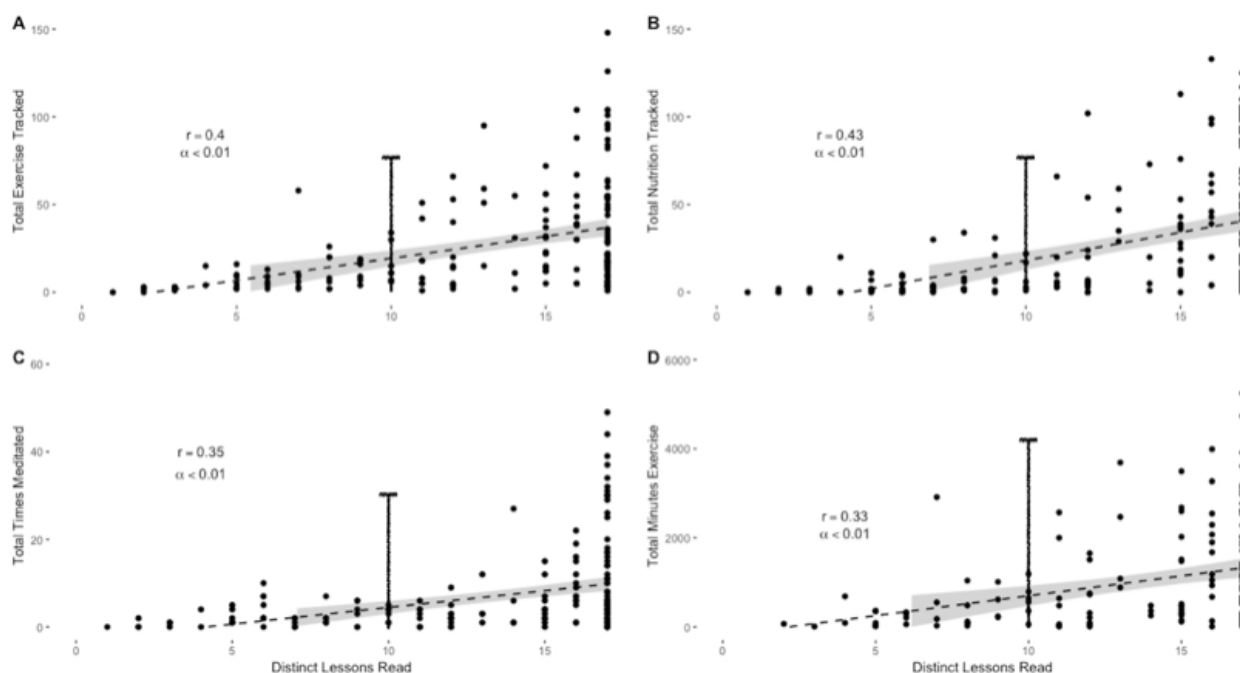 A
Total Exercise Tracked
150
100
50
0
r = 0.4
α < 0.01
0
5
10
15
B
Total Nutrition Tracked
150
100
50
0
r = 0.43
α < 0.01
0
5
10
15
C
Total Times Meditated
60
40
20
0
r = 0.35
α < 0.01
0
5
10
15
Distinct Lessons Read
D
Total Minutes Exercise
6000
4000
2000
0
r = 0.33
α < 0.01
0
5
10
15
Distinct Lessons Read